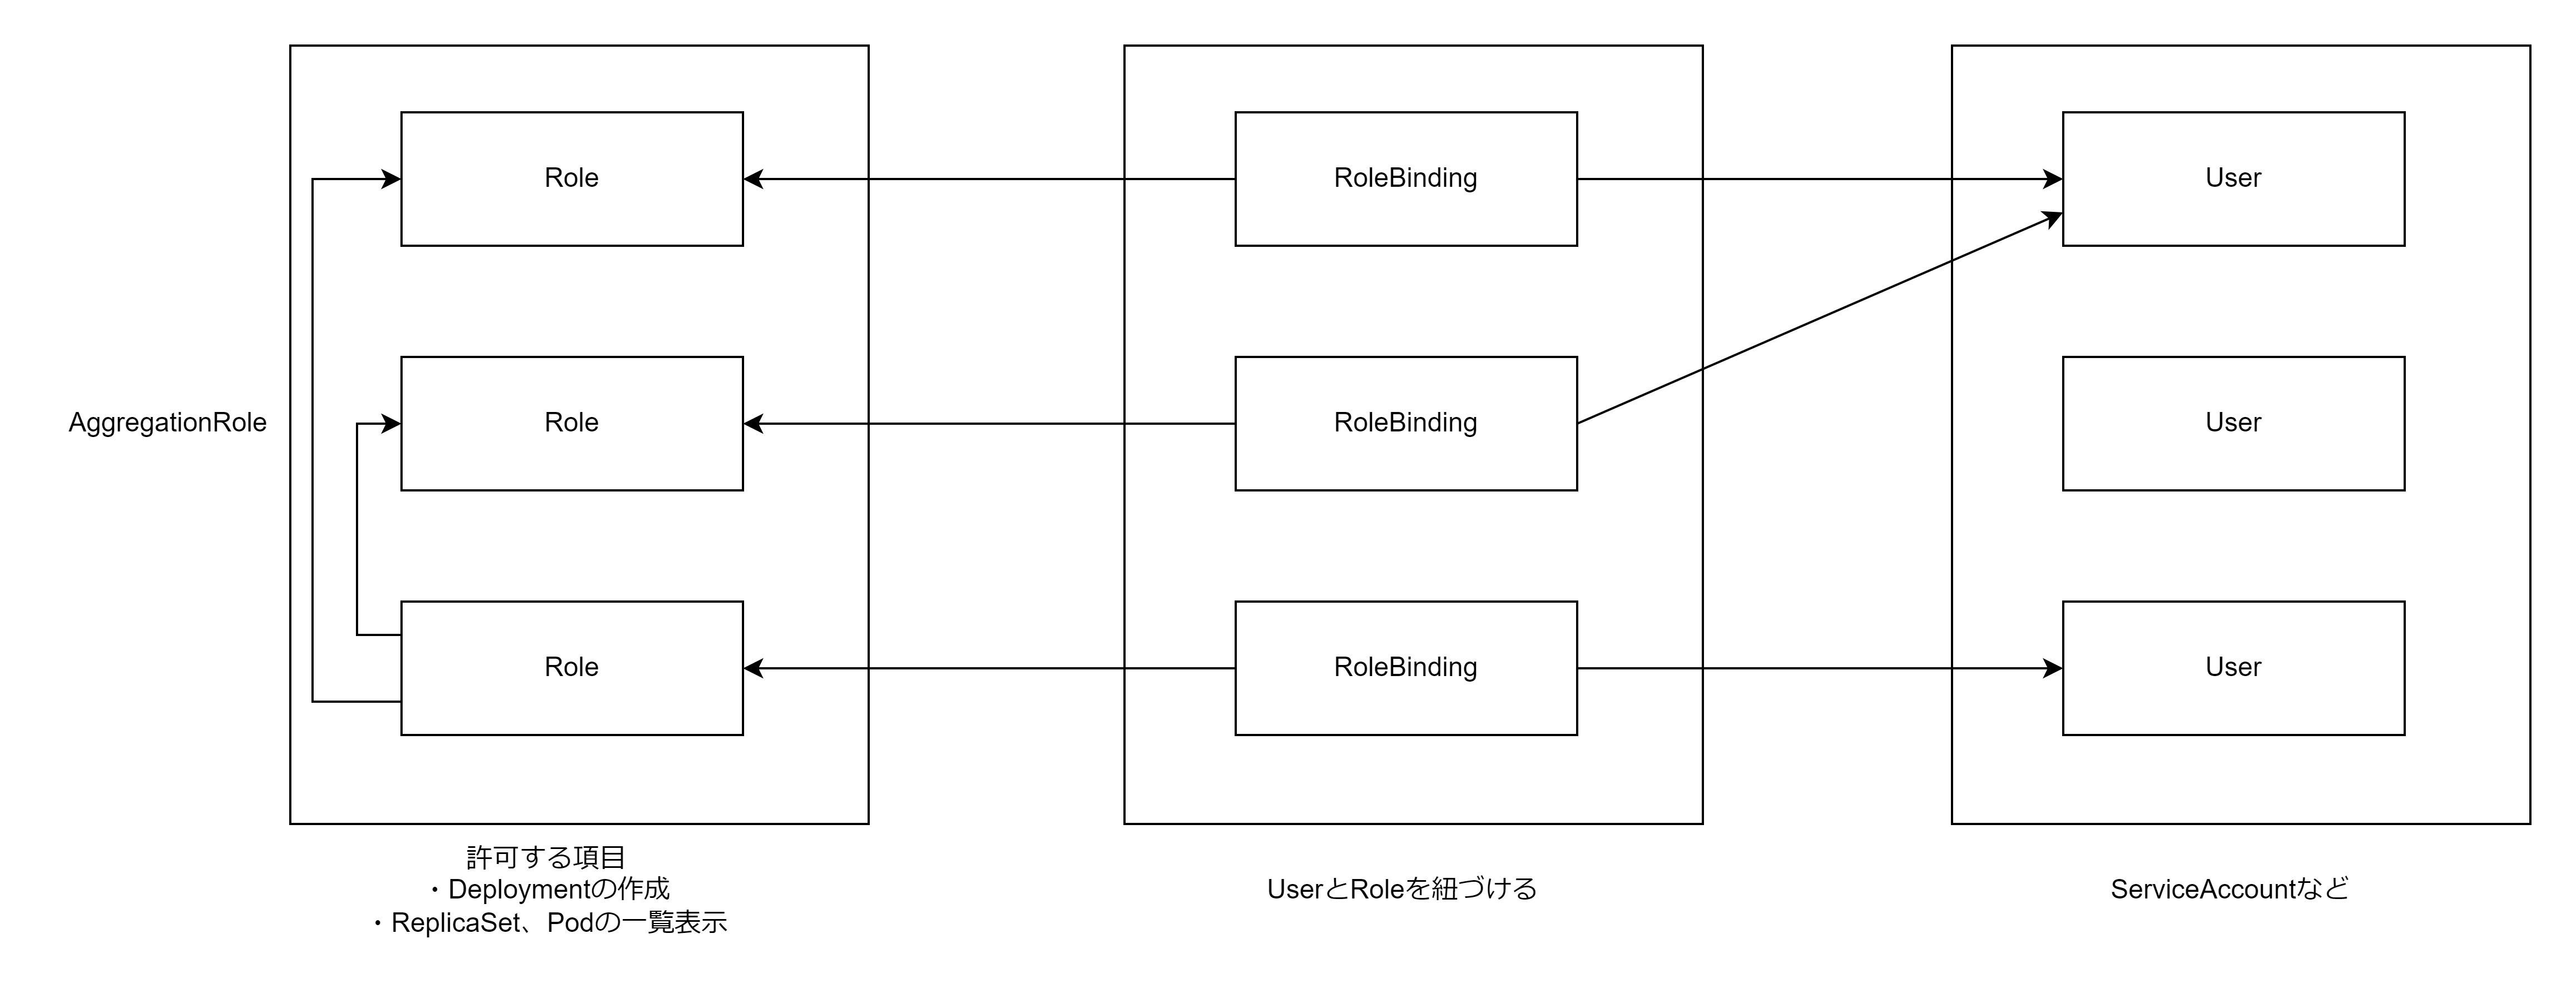 Role
RoleBinding
User
AggregationRole
Role
RoleBinding
User
Role
RoleBinding
User
許可する項目
・Deploymentの作成
・ReplicaSet、Podの一覧表示
UserとRoleを紐づける
ServiceAccountなど